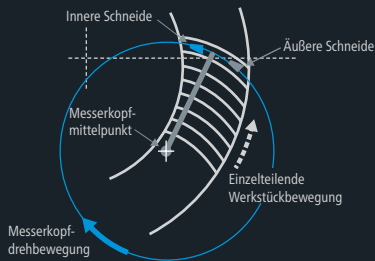 Innere Schneide
Äußere Schneide
Messerkopf-
mittelpunkt
Einzelteilende
Werkstückbewegung
Messerkopf-
drehbewegung